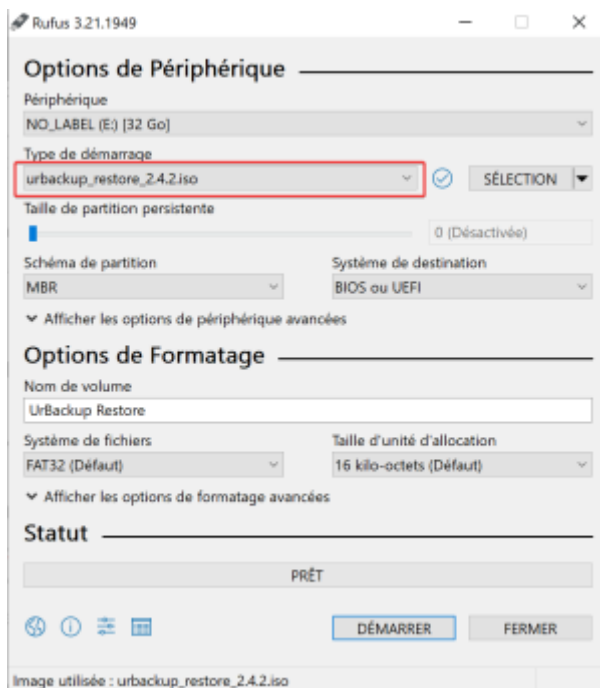 Rufus 3.21.1949
Options de Périphérique
Périphérique
NO_LABEL (E:) [32 Go]
Type de démarrage
urbackup_restore_2.4.2.iso
SÉLECTION
Taille de partition persistente
0 (Désactivée)
Schéma de partition
Système de destination
MBR
BIOS ou UEFI
Afficher les options de périphérique avancées
Options de Formatage
Nom de volume
UrBackup Restore
Système de fichiers
Taille d'unité d'allocation
FAT32 (Défaut)
16 kilo-octets (Défaut)
Afficher les options de formatage avancées
Statut
PRÊT
DÉMARRER
FERMER
Image utilisée : urbackup_restore_2.4.2.iso